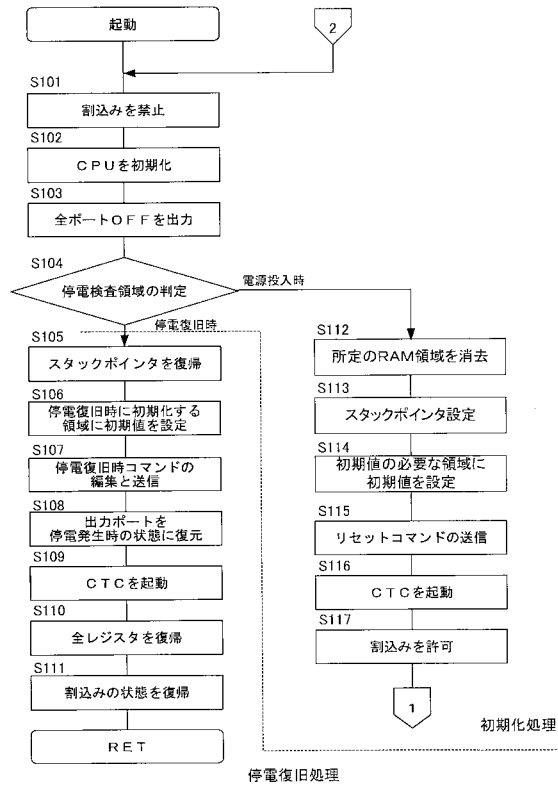 起動
2
S101
割込みを禁止
S102
CPUを初期化
S103
全ポートOFFを出力
S104
停電検査領域の判定
電源投入時
停電復旧時
S105
スタックポインタを復帰
S106
停電復旧時に初期化する
領域に初期値を設定
S107
停電復旧時コマンドの
編集と送信
S108
出力ポートを
停電発生時の状態に復元
S109
CTCを起動
S110
全レジスタを復帰
S111
割込みの状態を復帰
RET
停電復旧処理
S112
所定のRAM領域を消去
S113
スタックポインタ設定
S114
初期値の必要な領域に
初期値を設定
S115
リセットコマンドの送信
S116
CTCを起動
S117
割込みを許可
1
初期化処理